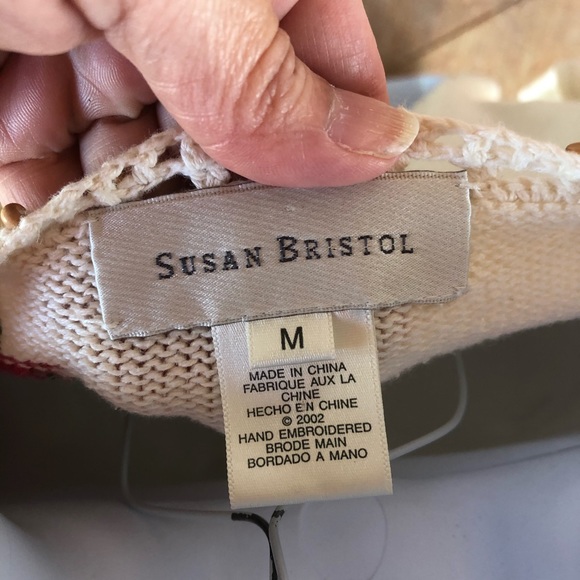 SUSAN BRISTOL
M
MADE IN CHINA
FABRIQUE AUX LA
CHINE
HECHO EN CHINE
© 2002
HAND EMBROIDERED
BRODE MAIN
BORDADO A MANO